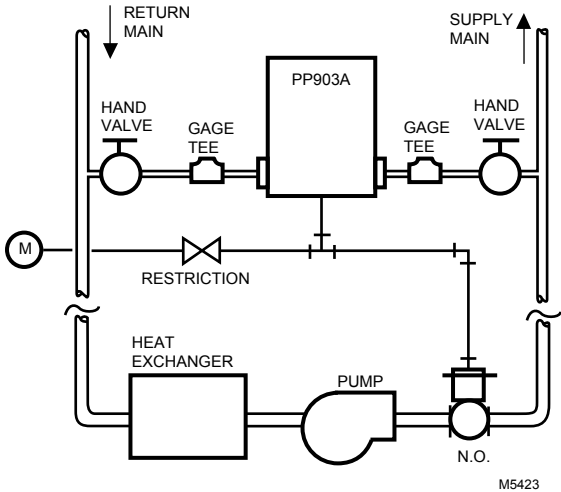 RETURN
MAIN
SUPPLY
MAIN
PP903A
HAND
VALVE
GAGE
TEE
GAGE
TEE
HAND
VALVE
M
RESTRICTION
HEAT
EXCHANGER
PUMP
N.O.
M5423